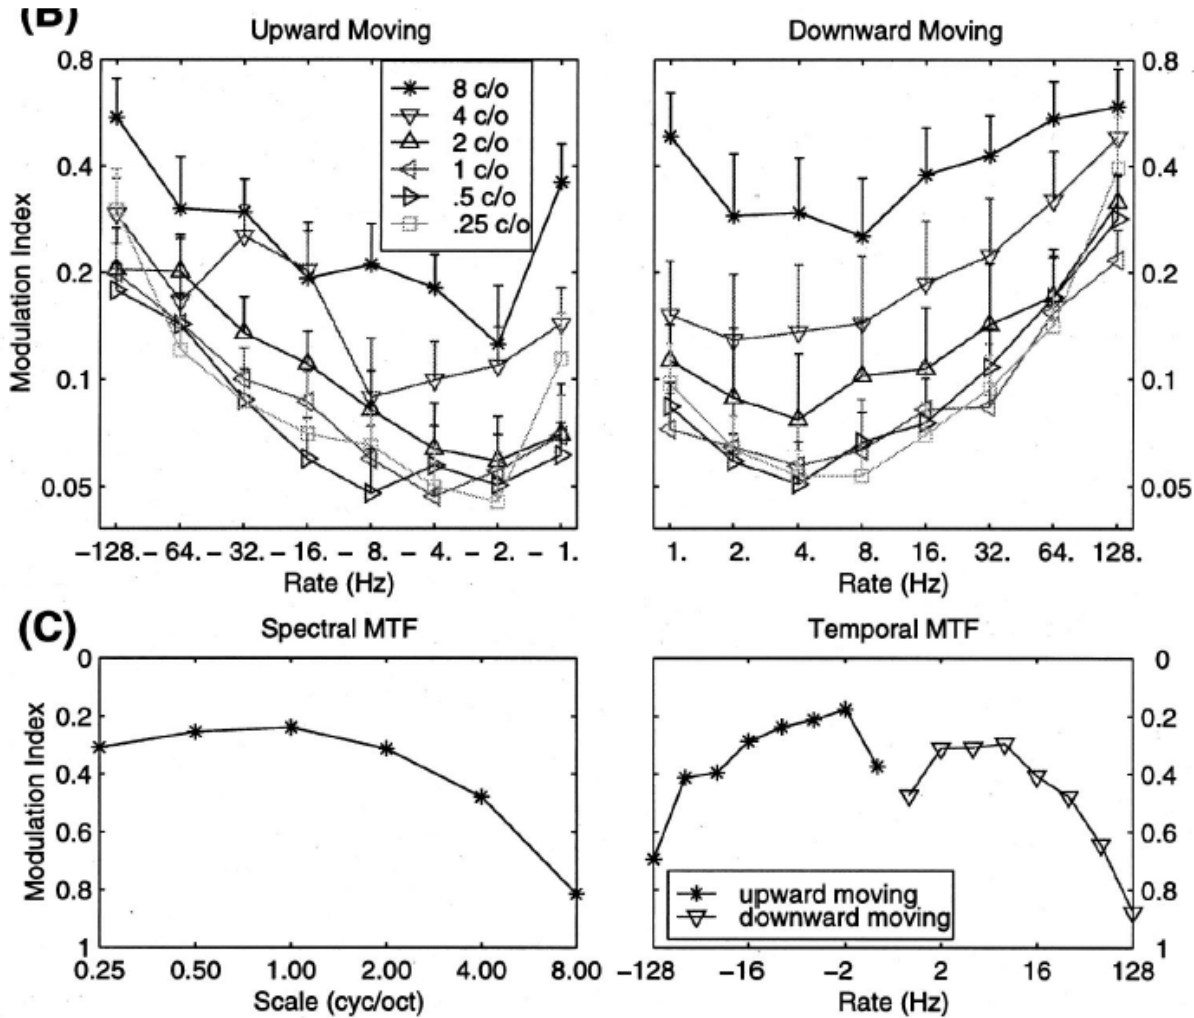 (B)
Upward Moving
Downward Moving
0.8
0.4
0.2
0.1
0.05
Modulation Index
8 c/o
4 c/o
2 c/o
1 c/o
.5 c/o
.25 c/o
0.8
0.4
0.2
0.1
0.05
−128. − 64. − 32. − 16. − 8. − 4. − 2. − 1.
Rate (Hz)
1. 2. 4. 8. 16. 32. 64. 128.
Rate (Hz)
(C)
Spectral MTF
Temporal MTF
0
0.2
0.4
0.6
0.8
1
Modulation Index
0.25 0.50 1.00 2.00 4.00 8.00
Scale (cyc/oct)
0
0.2
0.4
0.6
0.8
1
upward moving
downward moving
−128 −16 −2 2 16 128
Rate (Hz)